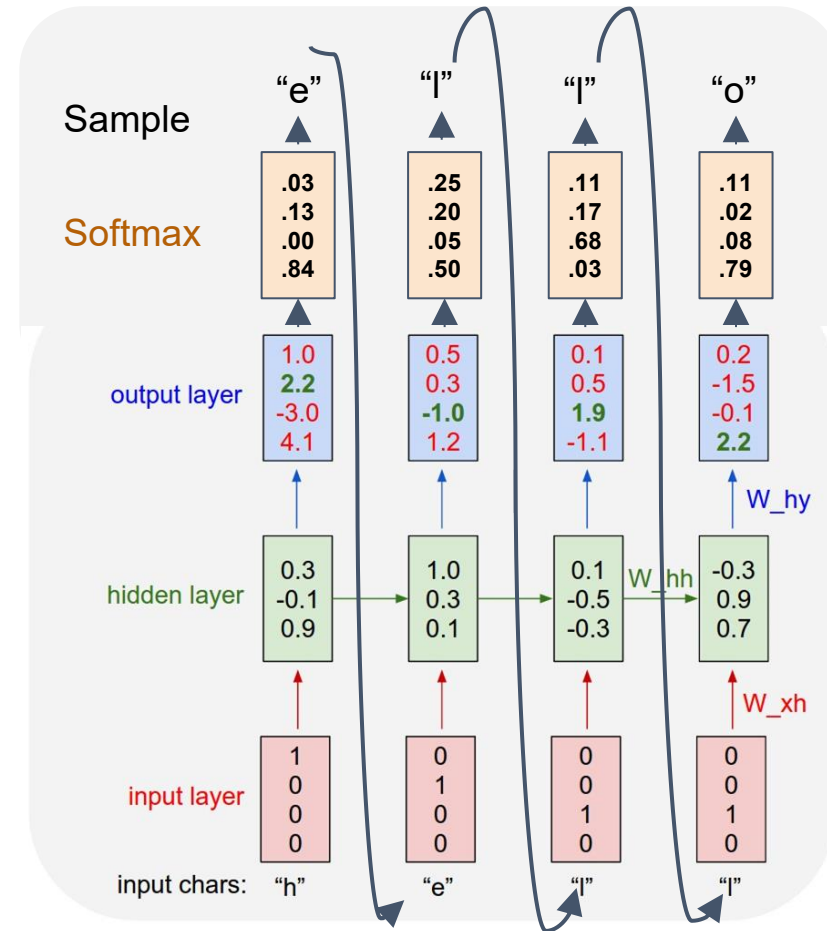 “e” “l” “l” “o”
Sample
.03 .25 .11 .11
.13 .20 .17 .02
Softmax
.00 .05 .68 .08
.84 .50 .03 .79
1.0 0.5 0.1 0.2
2.2 0.3 0.5 -1.5
output layer
-3.0 -1.0 1.9 -0.1
4.1 1.2 -1.1 2.2
W_hy
0.3 1.0 0.1 -0.3
W_hh
hidden layer
-0.1 0.3 -0.5 0.9
0.9 0.1 -0.3 0.7
W_xh
1 0 0 0
0 1 0 0
input layer
0 0 1 1
0 0 0 0
input chars: “h” “e” “l” “l”